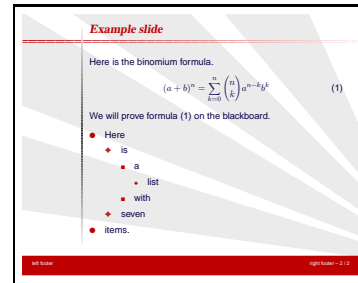 Example slide
Here is the binomium formula.
(a + b)^n = \sum_{k=0}^{n} \binom{n}{k} a^{n-k} b^k (1)
We will prove formula (1) on the blackboard.
Here
is
a
list
with
seven
items.
left footer right footer – 2 / 2